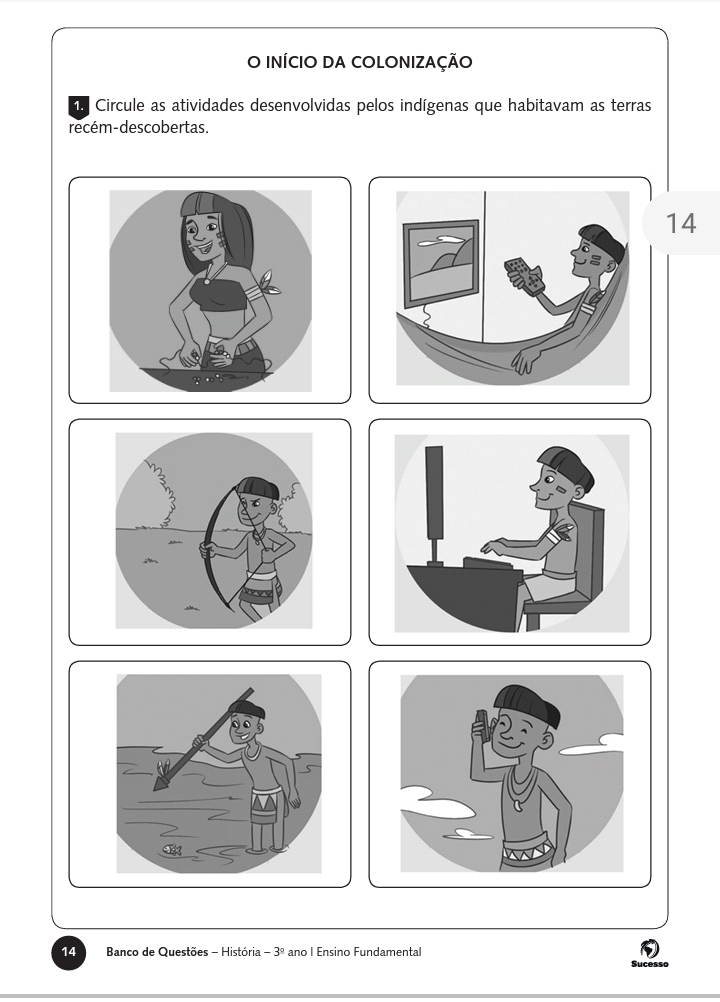 O INÍCIO DA COLONIZAÇÃO
1. Circule as atividades desenvolvidas pelos indígenas que habitavam as terras
recém-descobertas.
14
14 Banco de Questões – História – 3º ano | Ensino Fundamental
Sucesso